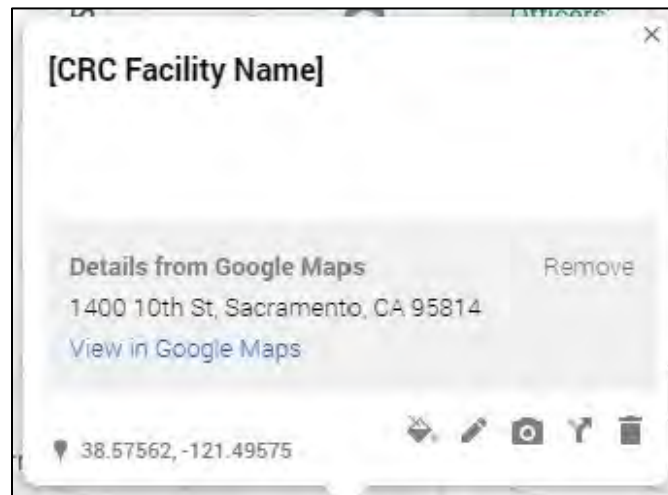 Officers
[CRC Facility Name]
Details from Google Maps
Remove
1400 10th St, Sacramento, CA 95814
View in Google Maps
38.57562, -121.49575